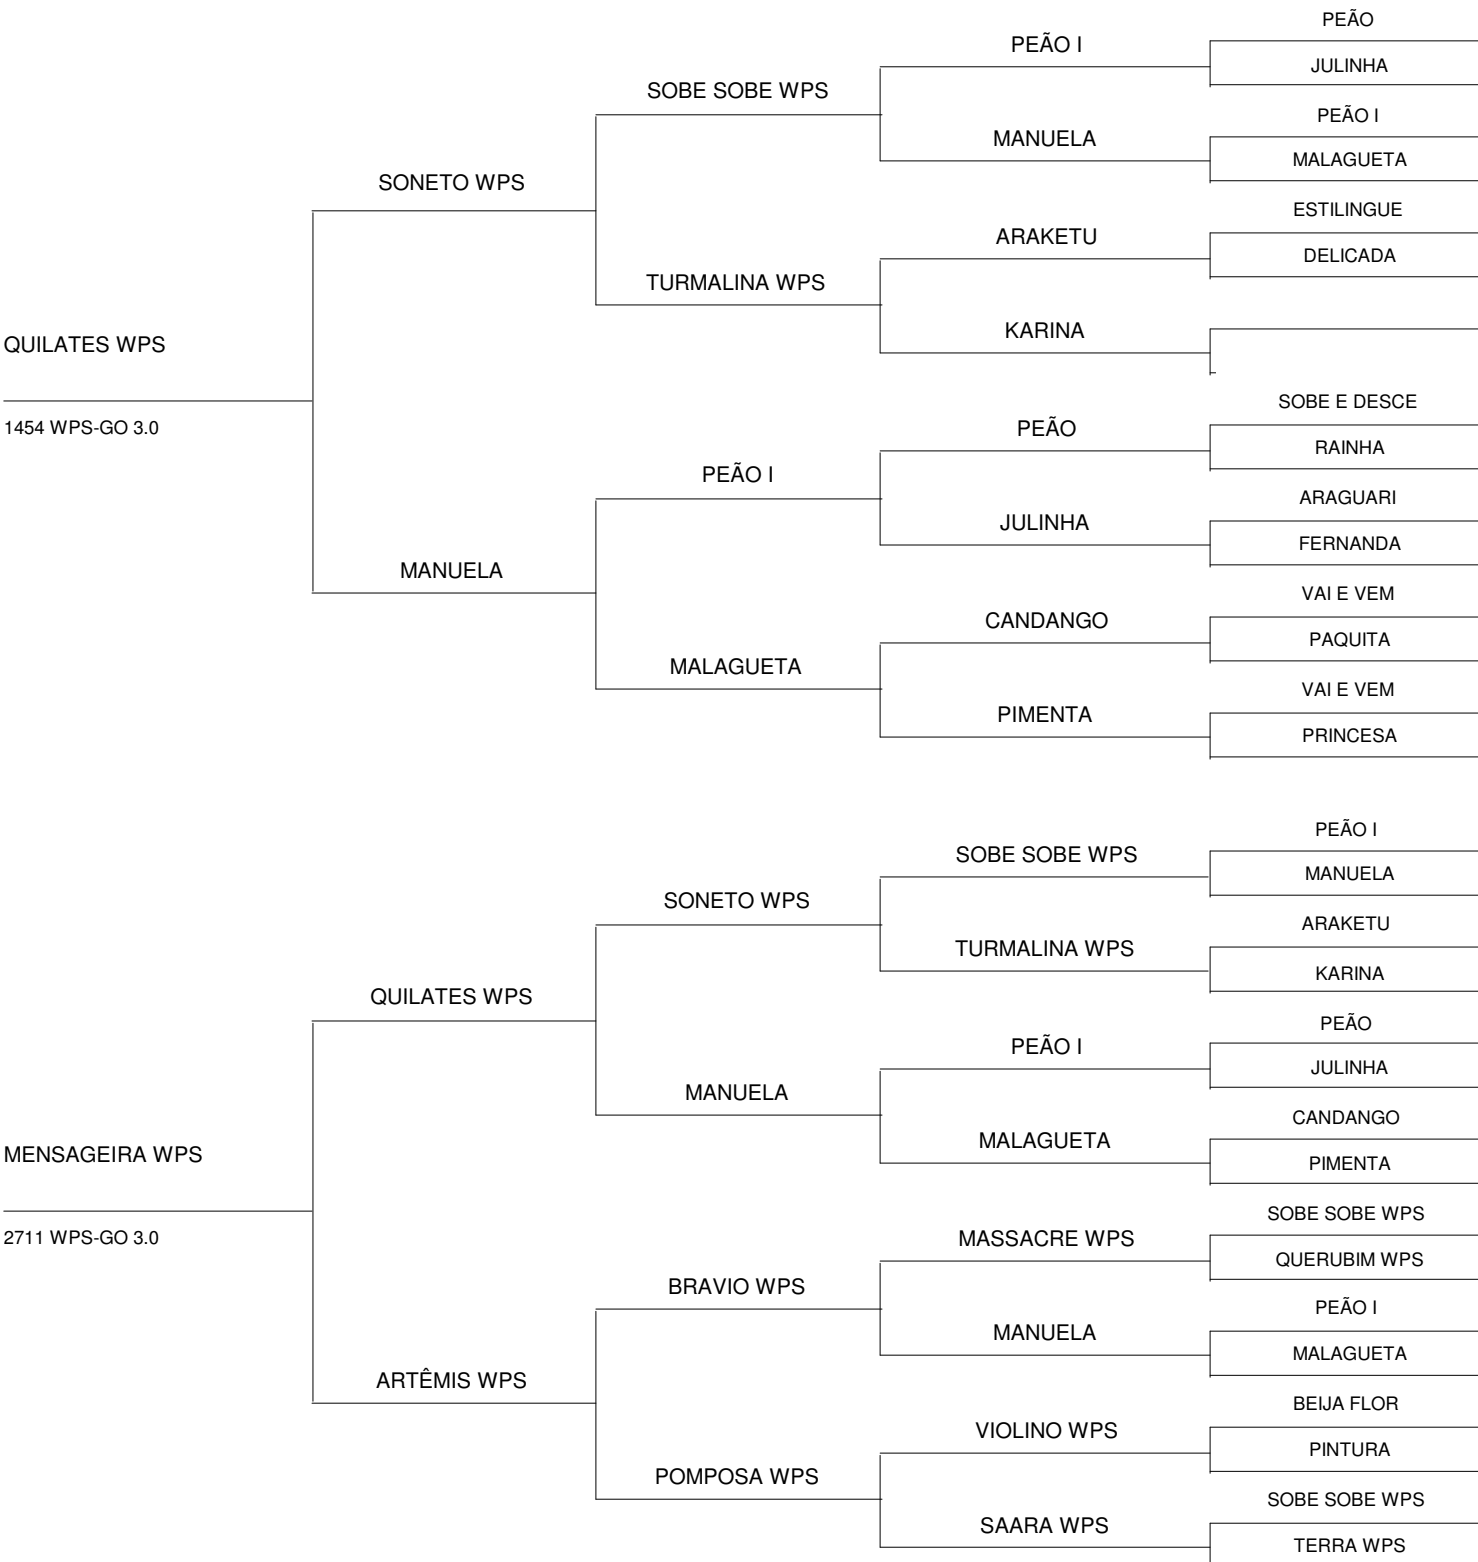 PEÃO
PEÃO I
JULINHA
SOBE SOBE WPS
PEÃO I
MANUELA
MALAGUETA
SONETO WPS
ESTILINGUE
ARAKETU
DELICADA
TURMALINA WPS
KARINA
QUILATES WPS
SOBE E DESCE
1454 WPS-GO 3.0
PEÃO
RAINHA
PEÃO I
ARAGUARI
JULINHA
FERNANDA
MANUELA
VAI E VEM
CANDANGO
PAQUITA
MALAGUETA
VAI E VEM
PIMENTA
PRINCESA
PEÃO I
SOBE SOBE WPS
MANUELA
SONETO WPS
ARAKETU
TURMALINA WPS
KARINA
QUILATES WPS
PEÃO
PEÃO I
JULINHA
MANUELA
CANDANGO
MALAGUETA
PIMENTA
MENSAGEIRA WPS
SOBE SOBE WPS
2711 WPS-GO 3.0
MASSACRE WPS
QUERUBIM WPS
BRAVIO WPS
PEÃO I
MANUELA
MALAGUETA
ARTÊMIS WPS
BEIJA FLOR
VIOLINO WPS
PINTURA
POMPOSA WPS
SOBE SOBE WPS
SAARA WPS
TERRA WPS